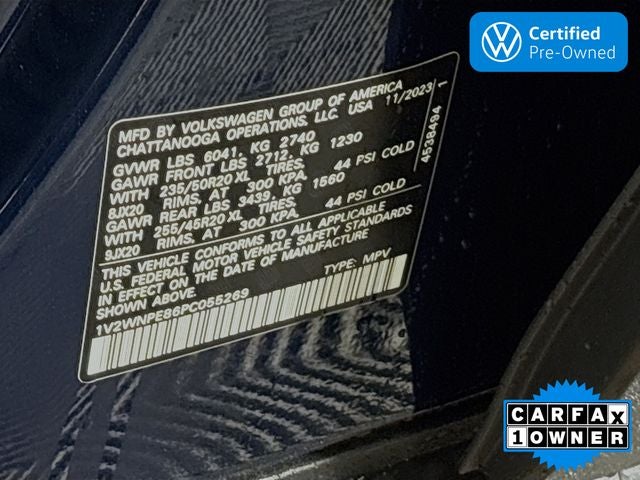 Certified
Pre-Owned
MFD BY VOLKSWAGEN GROUP OF AMERICA
CHATTANOOGA OPERATIONS, LLC. USA 11/2023
GVWR LBS 6041, KG 2740
GAWR FRONT LBS 2712, KG 1230
WITH 235/50R20 XL TIRES.
8JX20 RIMS. AT 300 KPA. 44 PSI COLD
GAWR REAR LBS 3439, KG 1560
WITH 255/45R20 XL TIRES.
9JX20 RIMS, AT 300 KPA, 44 PSI COLD
THIS VEHICLE CONFORMS TO ALL APPLICABLE
U.S. FEDERAL MOTOR VEHICLE SAFETY STANDARDS
IN EFFECT ON THE DATE OF MANUFACTURE
SHOWN ABOVE.
TYPE: MPV
1V2WNPE86PC055269
4538494 1
CARFAX
1 OWNER